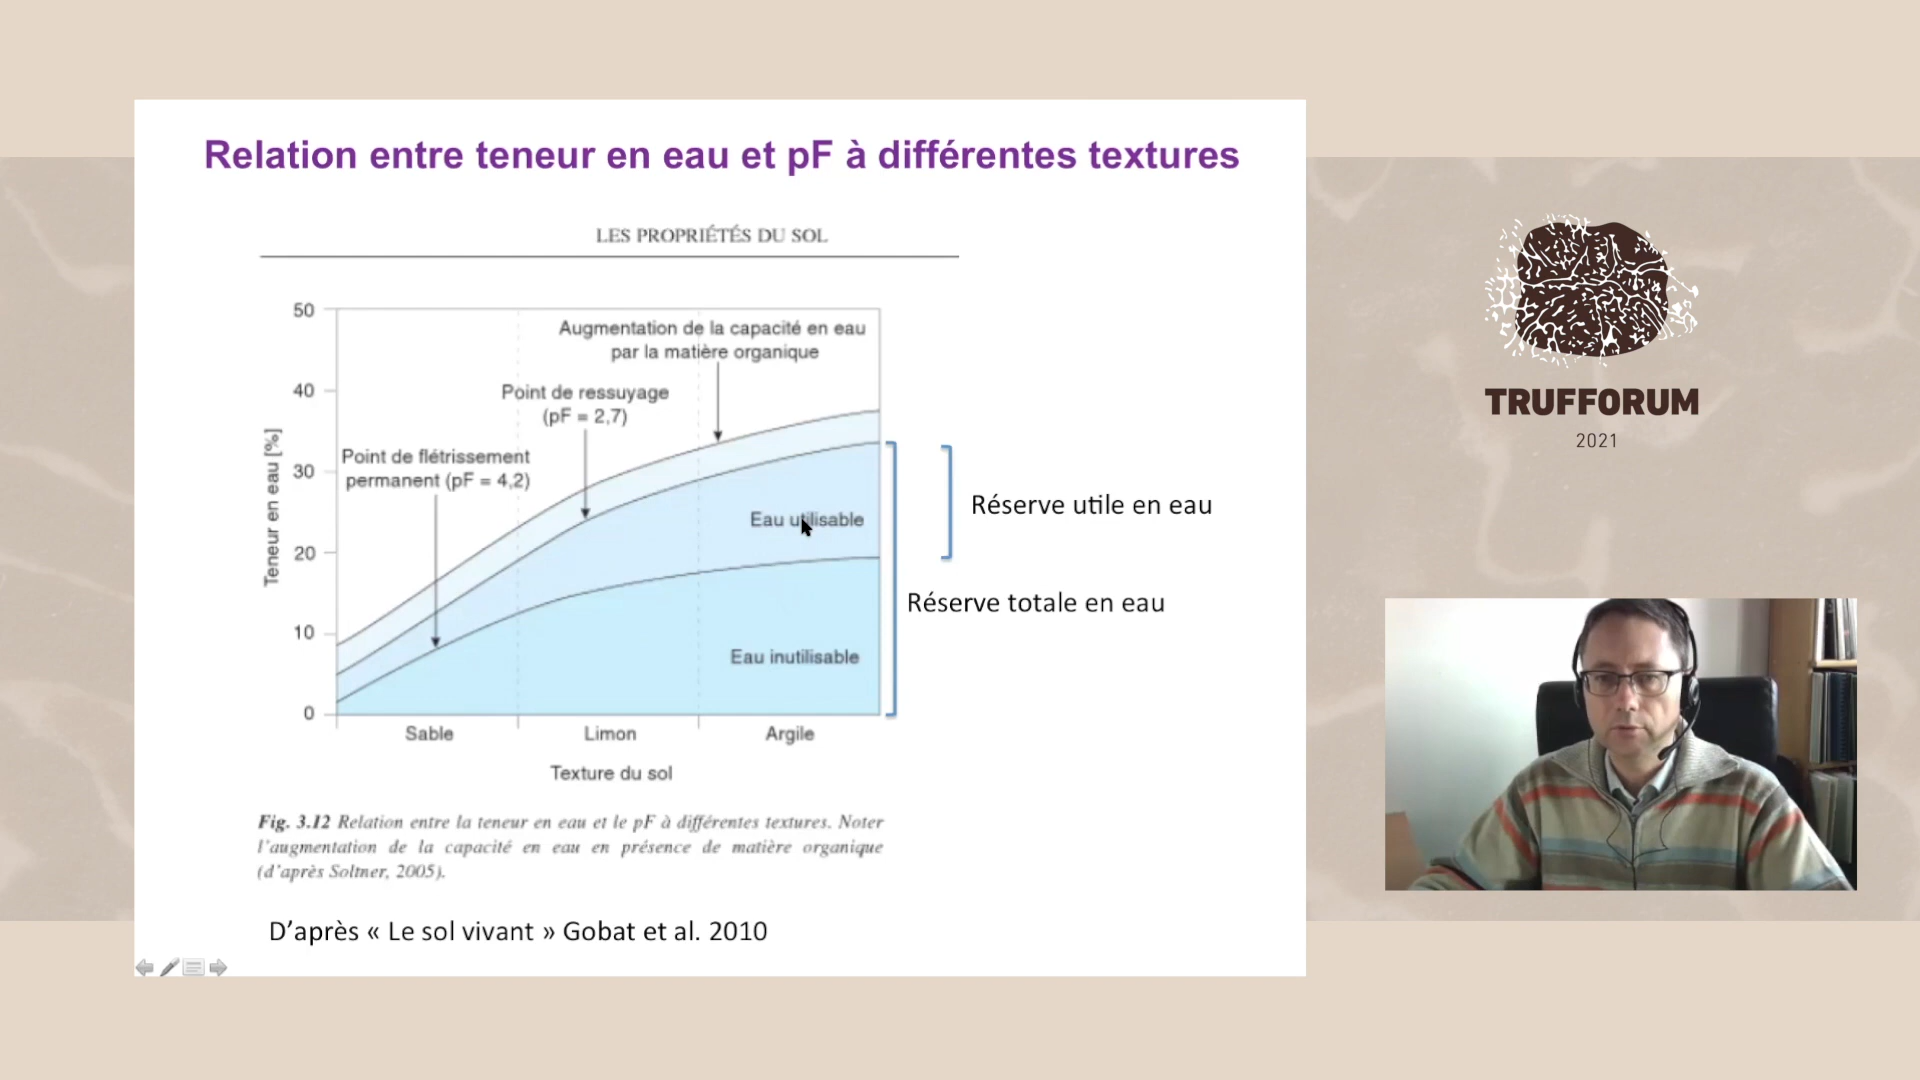 Relation entre teneur en eau et pF à différentes textures
LES PROPRIÉTÉS DU SOL
50
40
30
20
10
0
Teneur en eau [%]
Augmentation de la capacité en eau
par la matière organique
Point de ressuyage
(pF = 2,7)
Point de flétrissement
permanent (pF = 4,2)
Eau utilisable
Eau inutilisable
Sable
Limon
Argile
Texture du sol
Réserve utile en eau
Réserve totale en eau
Fig. 3.12 Relation entre la teneur en eau et le pF à différentes textures. Noter
l'augmentation de la capacité en eau en présence de matière organique
(d'après Soltner, 2005).
D’après « Le sol vivant » Gobat et al. 2010
TRUFFORUM
2021